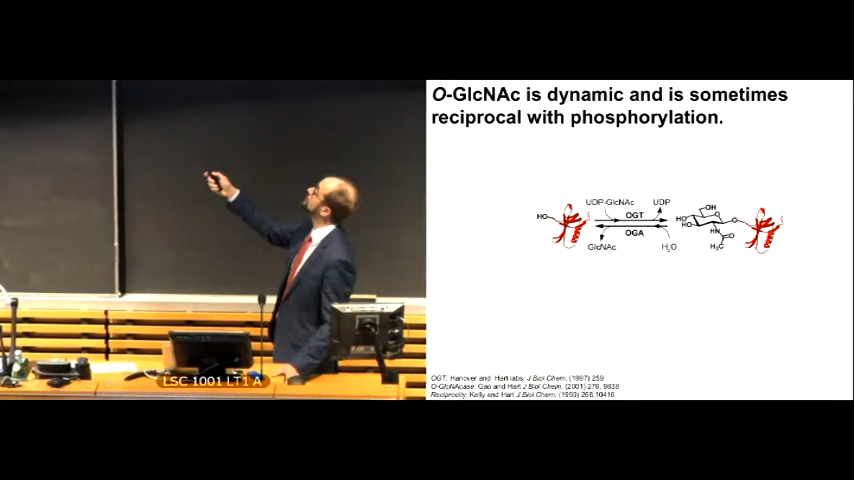 O-GlcNAc is dynamic and is sometimes
reciprocal with phosphorylation.
UDP-GlcNAc UDP
OH
HO
HO
HO
O
O
OGT
OGA
HN
O
GlcNAc
H2O
H3C
OGT: Hanover and Hart labs. J Biol Chem. (1997) 259
O-GlcNAcase: Gao and Hart J Biol Chem. (2001) 276, 9838
Reciprocity: Kelly and Hart J Biol Chem. (1993) 268,10416
LSC 1001 LT1 A